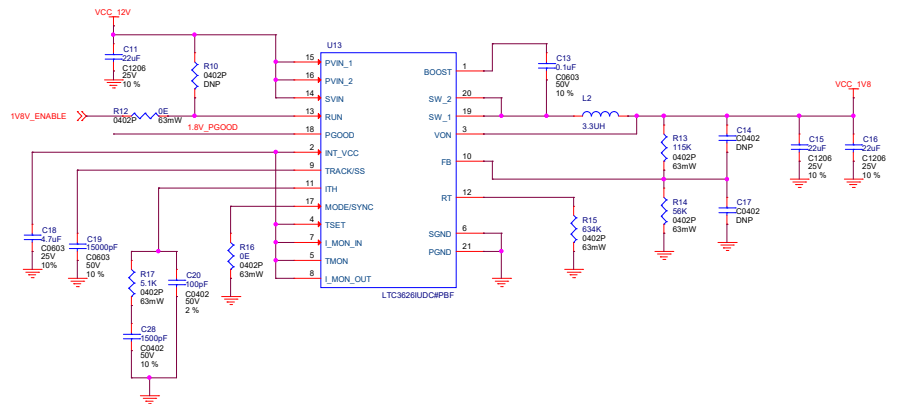 VCC_12V
C11
22uF
C1206
25V
10 %
R10
0402P
DNP
1V8V_ENABLE
R12
0E
0402P
63mW
1.8V_PGOOD
U13
15
PVIN_1
16
PVIN_2
14
SVIN
13
RUN
18
PGOOD
2
INT_VCC
9
TRACK/SS
11
ITH
17
MODE/SYNC
4
TSET
7
I_MON_IN
5
TMON
8
I_MON_OUT
BOOST
1
SW_2
20
SW_1
19
VON
3
FB
10
RT
12
SGND
6
PGND
21
LTC3626IUDC#PBF
C13
0.1uF
C0603
50V
10 %
L2
3.3UH
VCC_1V8
R13
115K
0402P
63mW
C14
C0402
DNP
C15
22uF
C1206
25V
10 %
C16
22uF
C1206
25V
10 %
R14
56K
0402P
63mW
C17
C0402
DNP
R15
634K
0402P
63mW
C18
4.7uF
C0603
25V
10%
C19
15000pF
C0603
50V
10 %
R17
5.1K
0402P
63mW
C20
100pF
C0402
50V
2 %
R16
0E
0402P
63mW
C28
1500pF
C0402
50V
10 %